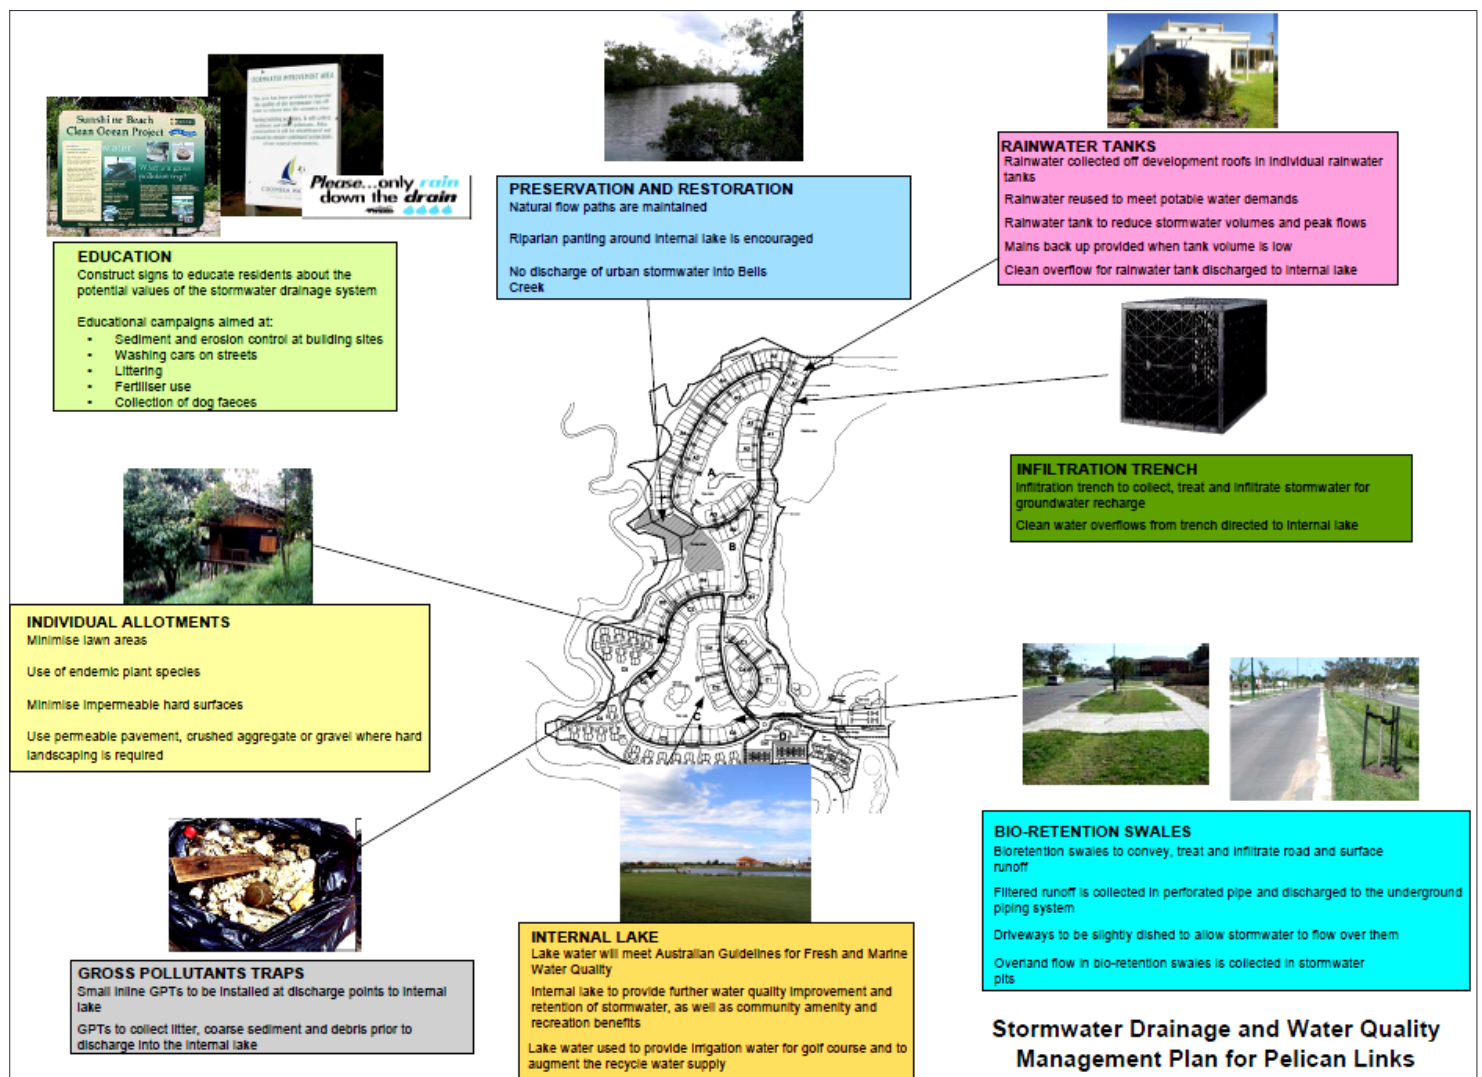 Sunshine Beach
Clean Ocean Project
water
STORMWATER IMPROVEMENT AREA
Please...only rain
down the drain
EDUCATION
Construct signs to educate residents about the
potential values of the stormwater drainage system
Educational campaigns aimed at:
• Sediment and erosion control at building sites
• Washing cars on streets
• Littering
• Fertiliser use
• Collection of dog faeces
PRESERVATION AND RESTORATION
Natural flow paths are maintained
Riparian panting around internal lake is encouraged
No discharge of urban stormwater into Bells
Creek
RAINWATER TANKS
Rainwater collected off development roofs in individual rainwater
tanks
Rainwater reused to meet potable water demands
Rainwater tank to reduce stormwater volumes and peak flows
Mains back up provided when tank volume is low
Clean overflow for rainwater tank discharged to internal lake
INFILTRATION TRENCH
Infiltration trench to collect, treat and infiltrate stormwater for
groundwater recharge
Clean water overflows from trench directed to internal lake
A
B
C
D
INDIVIDUAL ALLOTMENTS
Minimise lawn areas
Use of endemic plant species
Minimise impermeable hard surfaces
Use permeable pavement, crushed aggregate or gravel where hard
landscaping is required
GROSS POLLUTANTS TRAPS
Small inline GPTs to be installed at discharge points to internal
lake
GPTs to collect litter, coarse sediment and debris prior to
discharge into the internal lake
INTERNAL LAKE
Lake water will meet Australian Guidelines for Fresh and Marine
Water Quality
Internal lake to provide further water quality improvement and
retention of stormwater, as well as community amenity and
recreation benefits
Lake water used to provide irrigation water for golf course and to
augment the recycle water supply
BIO-RETENTION SWALES
Bioretention swales to convey, treat and infiltrate road and surface
runoff
Filtered runoff is collected in perforated pipe and discharged to the underground
piping system
Driveways to be slightly dished to allow stormwater to flow over them
Overland flow in bio-retention swales is collected in stormwater
pits
Stormwater Drainage and Water Quality
Management Plan for Pelican Links